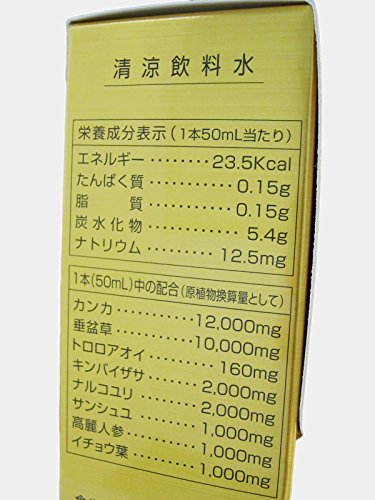 清涼飲料水
栄養成分表示(1本50mL当たり)
エネルギー・・・・・・・・・23.5Kcal
たんぱく質・・・・・・・・・0.15g
脂 質・・・・・・・・・0.15g
炭水化物・・・・・・・・・5.4g
ナトリウム・・・・・・・・・12.5mg
1本(50mL)中の配合(原植物換算量として)
カンカ・・・・・・・・・12,000mg
垂盆草・・・・・・・・・10,000mg
トロロアオイ・・・・・・・・・160mg
キンバイザサ・・・・・・・2,000mg
ナルコユリ・・・・・・・・2,000mg
サンシュユ・・・・・・・・1,000mg
高麗人参・・・・・・・・・1,000mg
イチョウ葉・・・・・・・・1,000mg